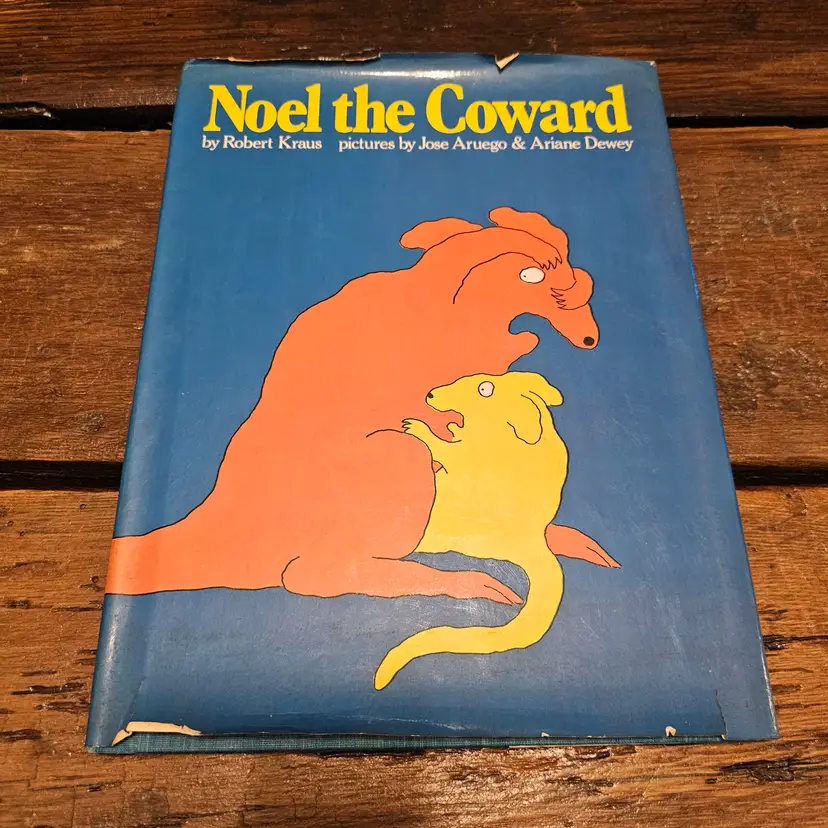 Noel the Coward
by Robert Kraus pictures by Jose Aruego & Ariane Dewey